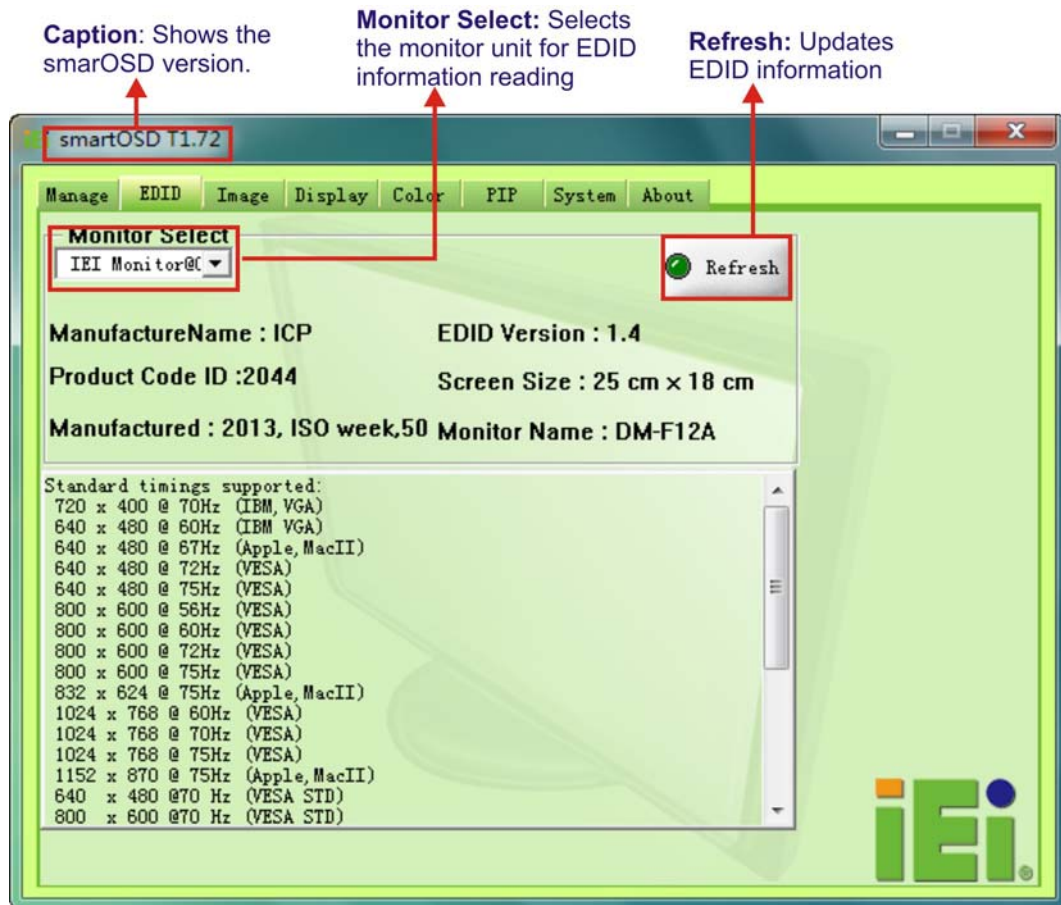 Caption: Shows the
smarOSD version.
Monitor Select: Selects
the monitor unit for EDID
information reading
Refresh: Updates
EDID information
smartOSD T1.72
Manage EDID Image Display Color PIP System About
Monitor Select
IEI Monitor@
Refresh
ManufactureName : ICP
EDID Version : 1.4
Product Code ID :2044
Screen Size : 25 cm x 18 cm
Manufactured : 2013, ISO week,50
Monitor Name : DM-F12A
Standard timings supported:
720 x 400 @ 70Hz (IBM,VGA)
640 x 480 @ 60Hz (IBM VGA)
640 x 480 @ 67Hz (Apple,MacII)
640 x 480 @ 72Hz (VESA)
640 x 480 @ 75Hz (VESA)
800 x 600 @ 56Hz (VESA)
800 x 600 @ 60Hz (VESA)
800 x 600 @ 72Hz (VESA)
800 x 600 @ 75Hz (VESA)
832 x 624 @ 75Hz (Apple,MacII)
1024 x 768 @ 60Hz (VESA)
1024 x 768 @ 70Hz (VESA)
1024 x 768 @ 75Hz (VESA)
1152 x 870 @ 75Hz (Apple,MacII)
640 x 480 @70 Hz (VESA STD)
800 x 600 @70 Hz (VESA STD)
iEi®